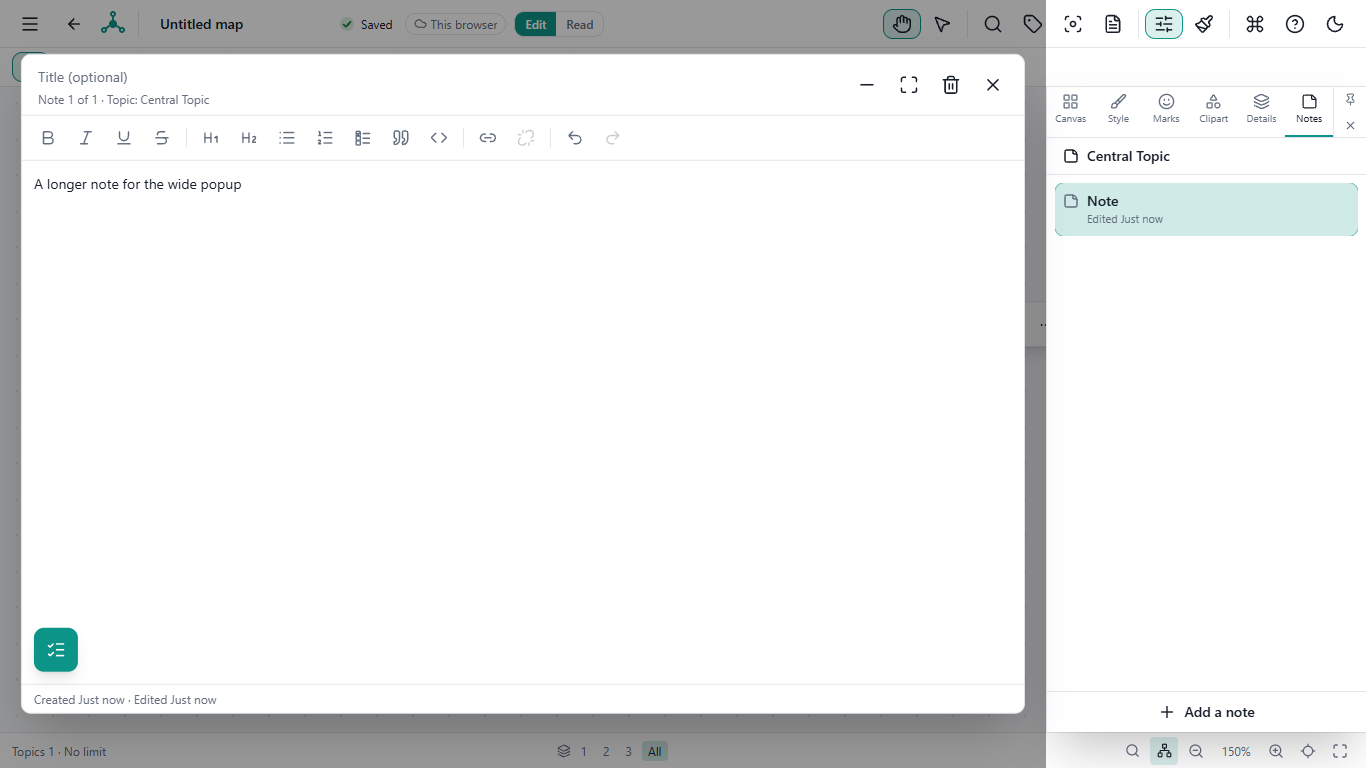 Untitled map
Saved
This browser
Edit
Read
Title (optional)
Note 1 of 1 · Topic: Central Topic
B I U S H1 H2
A longer note for the wide popup
Created Just now · Edited Just now
Canvas
Style
Marks
Clipart
Details
Notes
Central Topic
Note
Edited Just now
Add a note
Topics 1 · No limit
1 2 3 All
150%